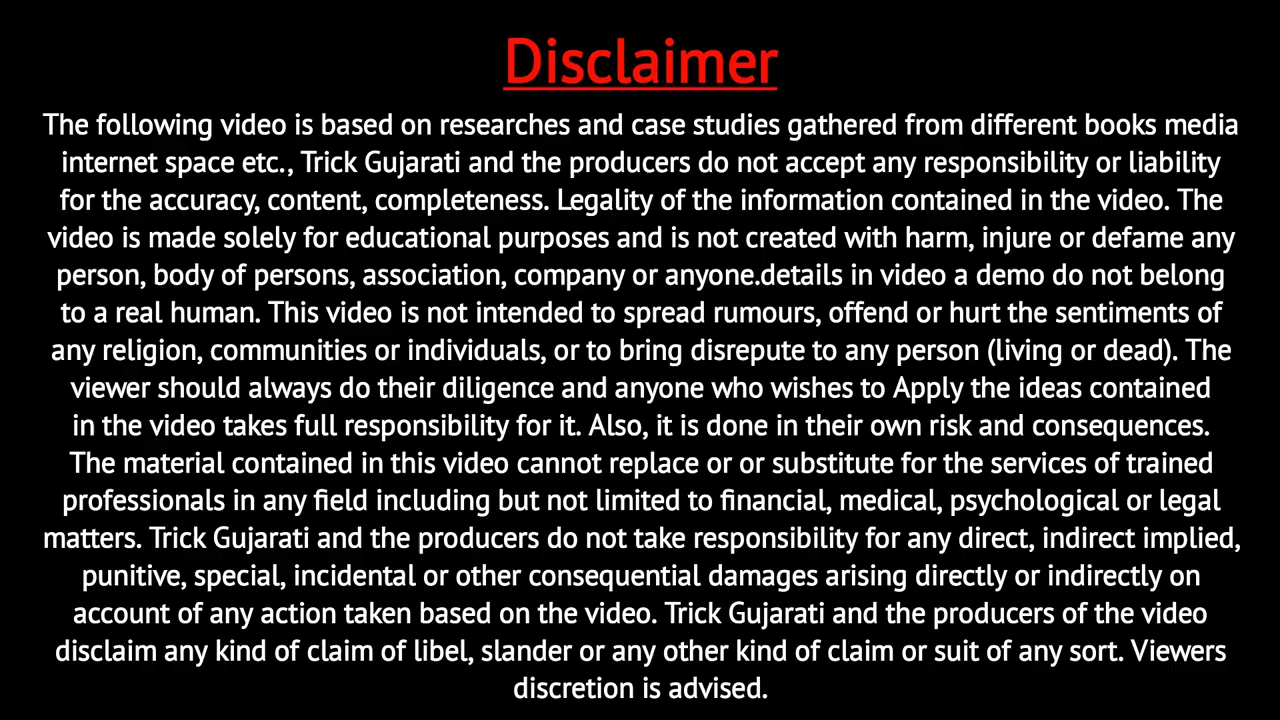 Disclaimer
The following video is based on researches and case studies gathered from different books media
internet space etc., Trick Gujarati and the producers do not accept any responsibility or liability
for the accuracy, content, completeness. Legality of the information contained in the video. The
video is made solely for educational purposes and is not created with harm, injure or defame any
person, body of persons, association, company or anyone.details in video a demo do not belong
to a real human. This video is not intended to spread rumours, offend or hurt the sentiments of
any religion, communities or individuals, or to bring disrepute to any person (living or dead). The
viewer should always do their diligence and anyone who wishes to Apply the ideas contained
in the video takes full responsibility for it. Also, it is done in their own risk and consequences.
The material contained in this video cannot replace or or substitute for the services of trained
professionals in any field including but not limited to financial, medical, psychological or legal
matters. Trick Gujarati and the producers do not take responsibility for any direct, indirect implied,
punitive, special, incidental or other consequential damages arising directly or indirectly on
account of any action taken based on the video. Trick Gujarati and the producers of the video
disclaim any kind of claim of libel, slander or any other kind of claim or suit of any sort. Viewers
discretion is advised.